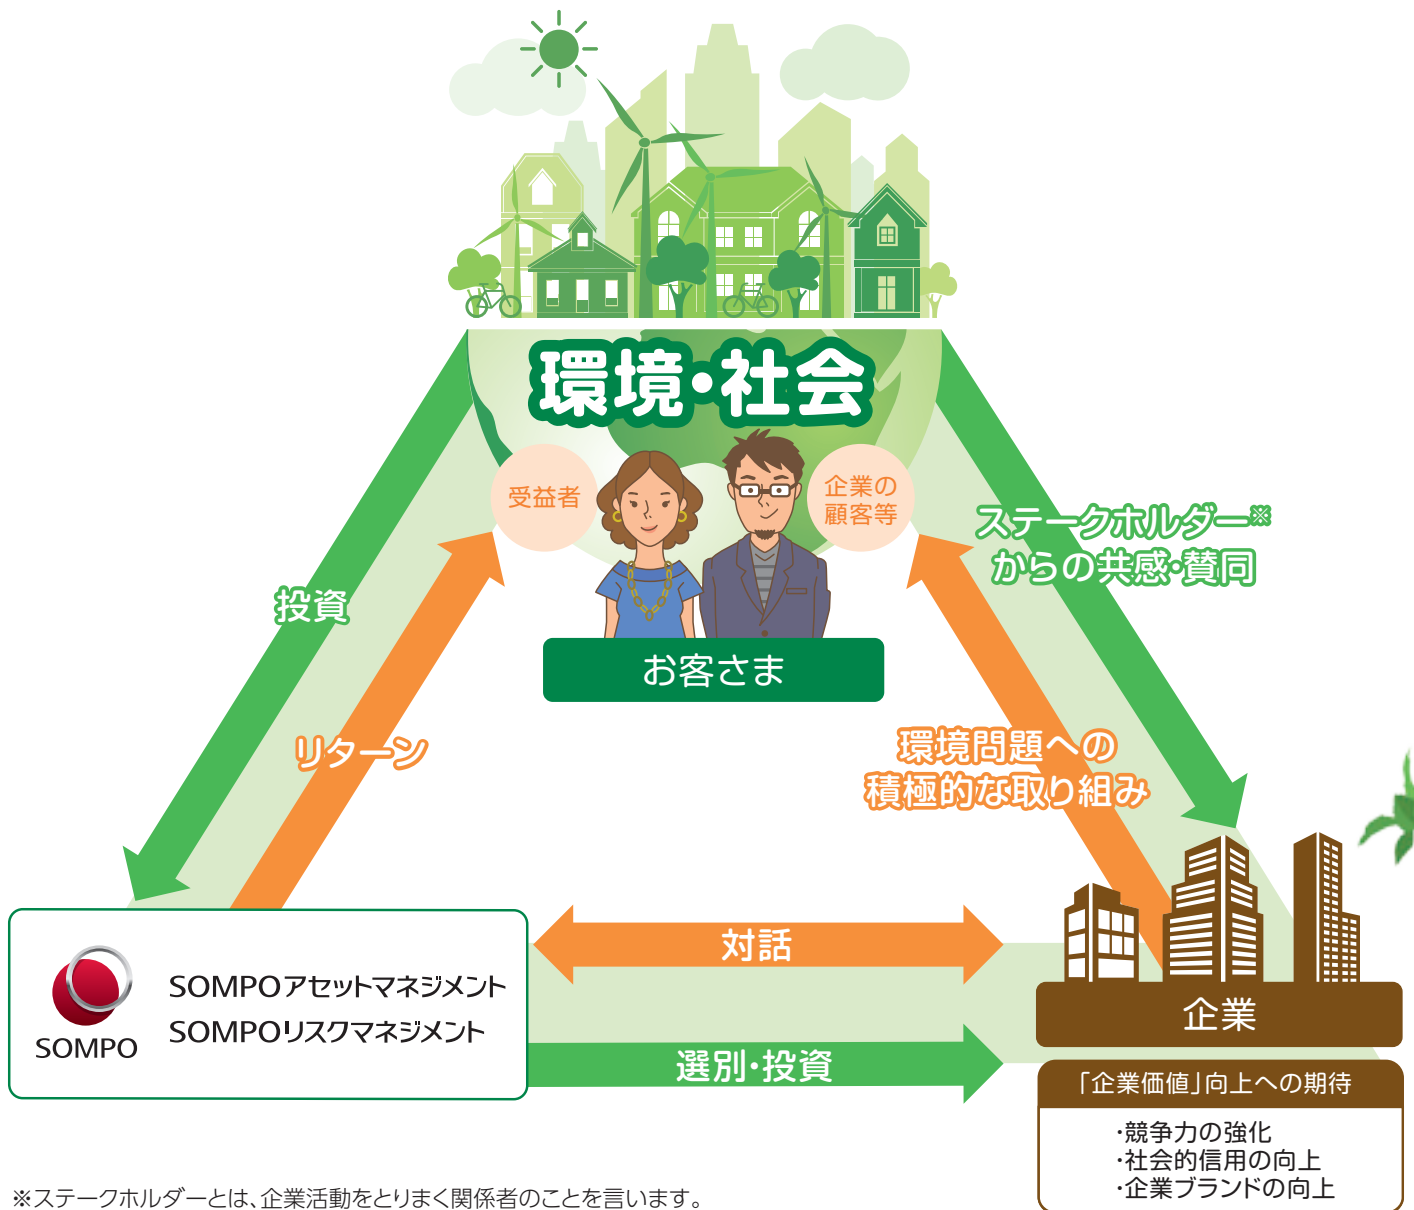 環境・社会
受益者
企業の
顧客等
ステークホルダー※
からの共感・賛同
投資
お客さま
リターン
環境問題への
積極的な取り組み
対話
SOMPOアセットマネジメント
SOMPOリスクマネジメント
SOMPO
企業
選別・投資
「企業価値」向上への期待
・競争力の強化
・社会的信用の向上
・企業ブランドの向上
※ステークホルダーとは、企業活動をとりまく関係者のことを言います。